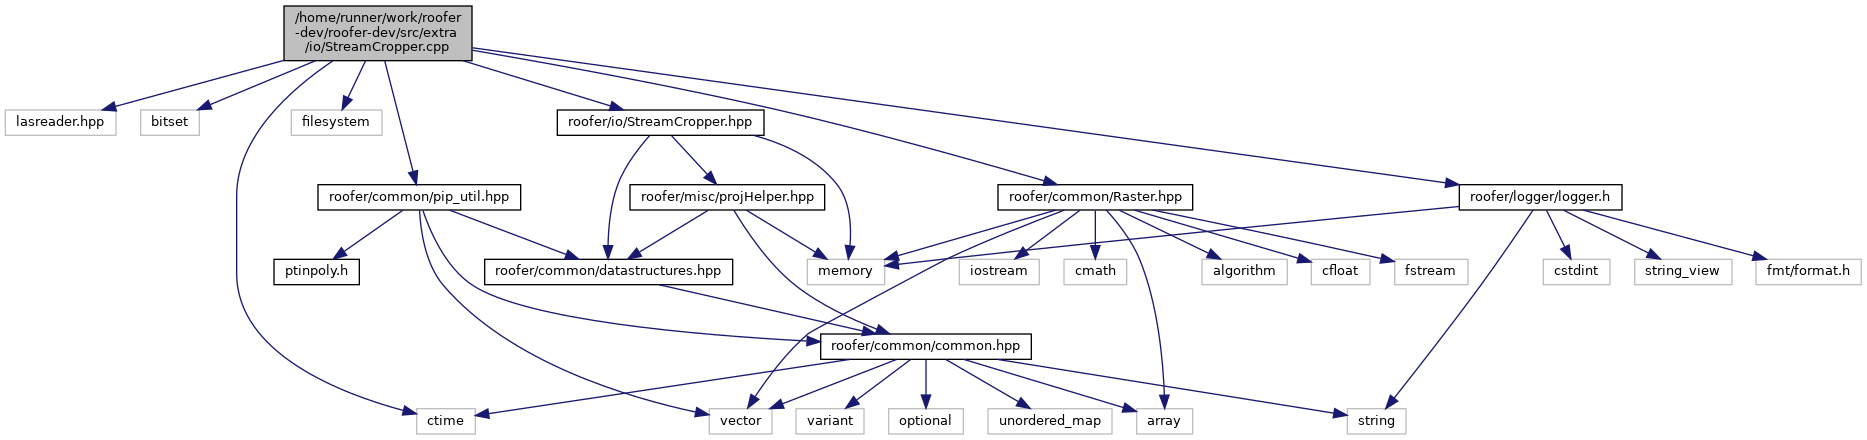 /home/runner/work/roofer
-dev/roofer-dev/src/extra
/io/StreamCropper.cpp
lasreader.hpp
bitset
filesystem
roofer/io/StreamCropper.hpp
roofer/common/pip_util.hpp
roofer/misc/projHelper.hpp
roofer/common/Raster.hpp
roofer/logger/logger.h
ptinpoly.h
roofer/common/datastructures.hpp
memory
iostream
cmath
algorithm
cfloat
fstream
cstdint
string_view
fmt/format.h
roofer/common/common.hpp
ctime
vector
variant
optional
unordered_map
array
string